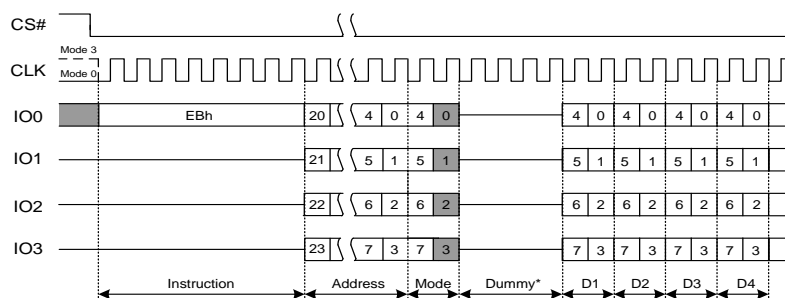 CS#
Mode 3
CLK
Mode 0
IO0 EBh 20 4 0 4 0 4 0 4 0 4 0 4 0
IO1 21 5 1 5 1 5 1 5 1 5 1 5 1
IO2 22 6 2 6 2 6 2 6 2 6 2 6 2
IO3 23 7 3 7 3 7 3 7 3 7 3 7 3
Instruction Address Mode Dummy* D1 D2 D3 D4